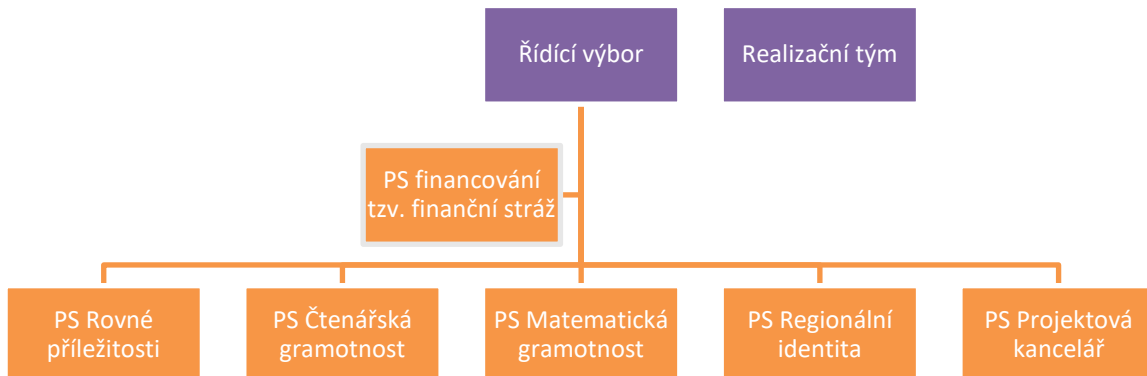 Řídící výbor
Realizační tým
PS financování
tzv. finanční stráž
PS Rovné
příležitosti
PS Čtenářská
gramotnost
PS Matematická
gramotnost
PS Regionální
identita
PS Projektová
kancelář